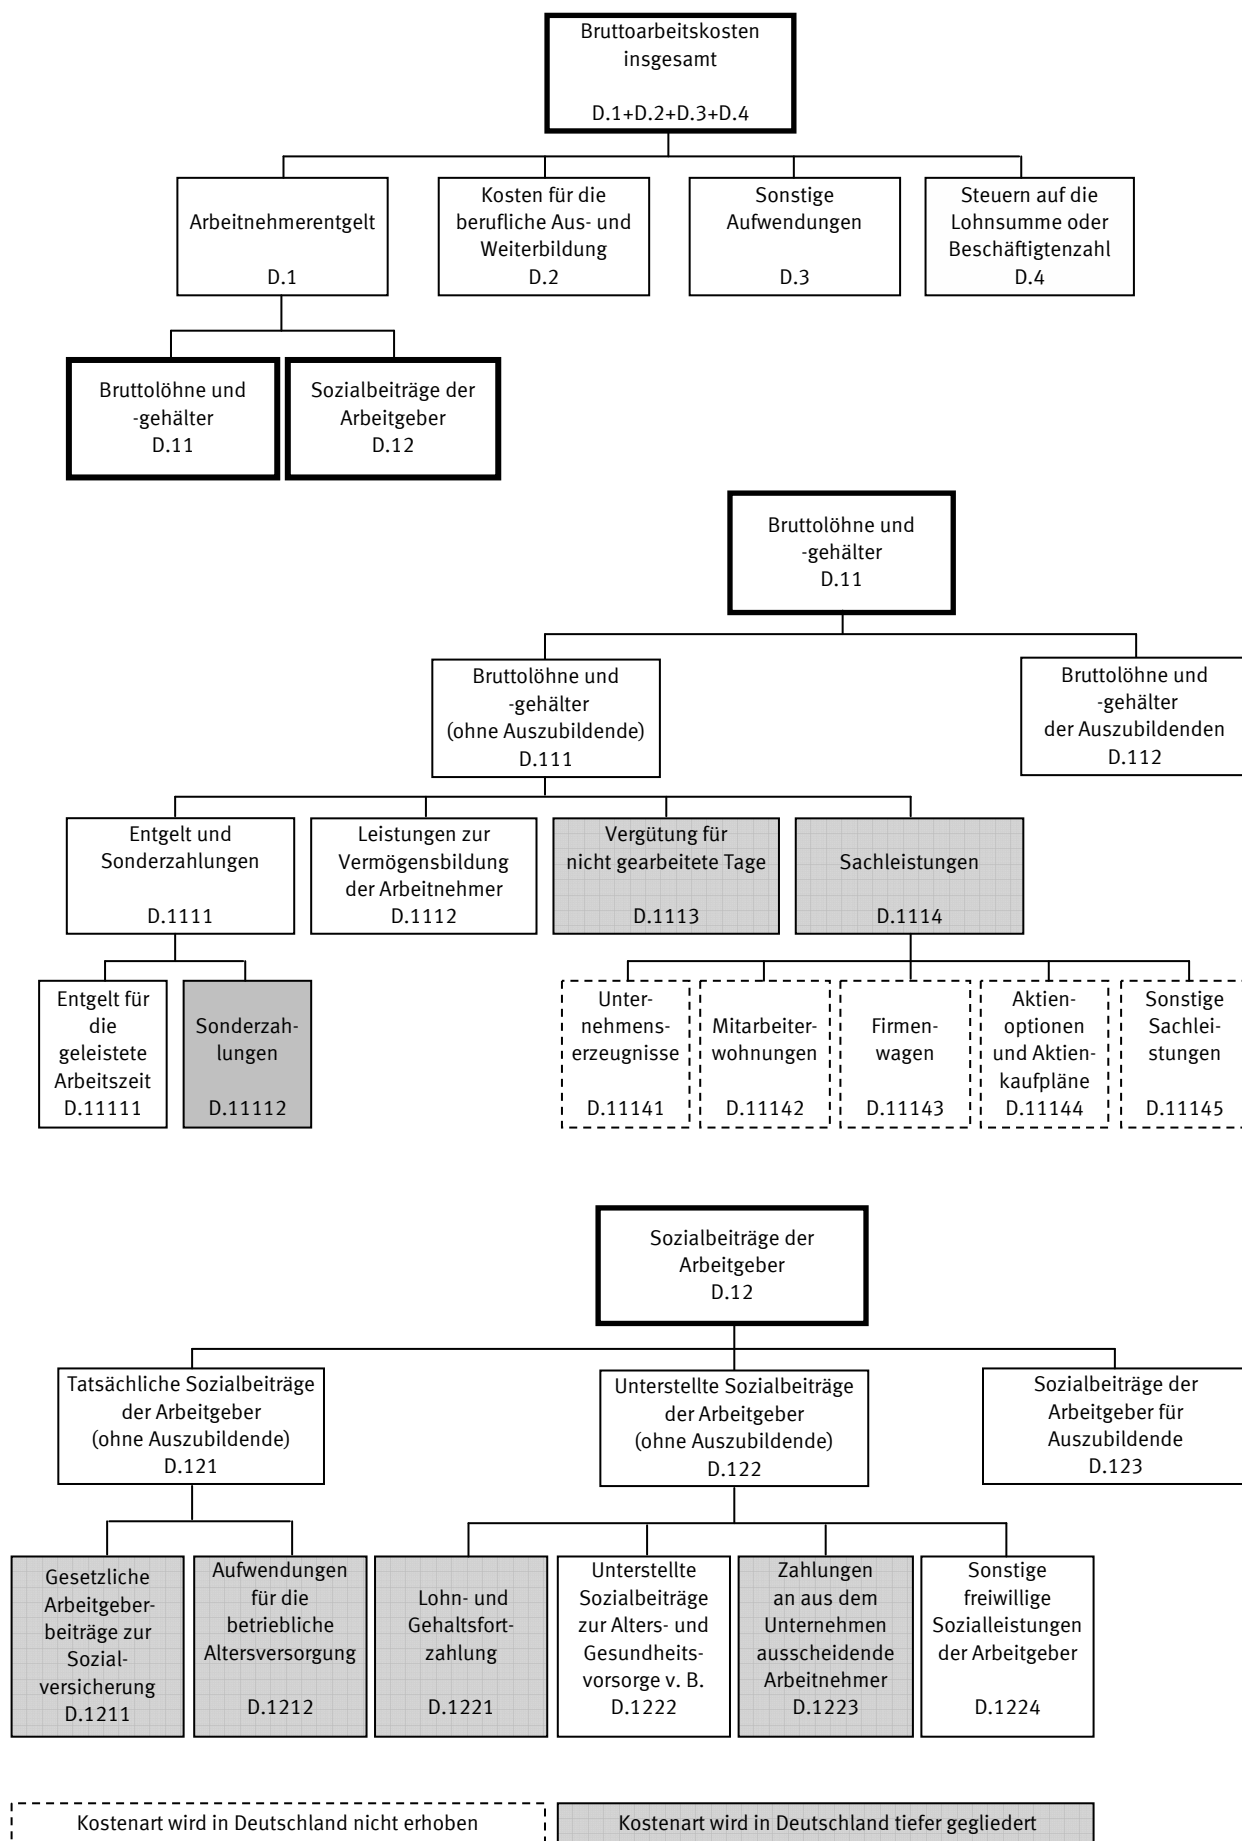 Bruttoarbeitskosten
insgesamt
D.1+D.2+D.3+D.4
Arbeitnehmerentgelt
D.1
Kosten für die
berufliche Aus- und
Weiterbildung
D.2
Sonstige
Aufwendungen
D.3
Steuern auf die
Lohnsumme oder
Beschäftigtenzahl
D.4
Bruttolöhne und
-gehälter
D.11
Sozialbeiträge der
Arbeitgeber
D.12
Bruttolöhne und
-gehälter
D.11
Bruttolöhne und
-gehälter
(ohne Auszubildende)
D.111
Bruttolöhne und
-gehälter
der Auszubildenden
D.112
Entgelt und
Sonderzahlungen
D.1111
Leistungen zur
Vermögensbildung
der Arbeitnehmer
D.1112
Vergütung für
nicht gearbeitete Tage
D.1113
Sachleistungen
D.1114
Entgelt für
die
geleistete
Arbeitszeit
D.11111
Sonderzah-
lungen
D.11112
Unter-
nehmens-
erzeugnisse
D.11141
Mitarbeiter-
wohnungen
D.11142
Firmen-
wagen
D.11143
Aktien-
optionen
und Aktien-
kaufpläne
D.11144
Sonstige
Sachlei-
stungen
D.11145
Sozialbeiträge der
Arbeitgeber
D.12
Tatsächliche Sozialbeiträge
der Arbeitgeber
(ohne Auszubildende)
D.121
Unterstellte Sozialbeiträge
der Arbeitgeber
(ohne Auszubildende)
D.122
Sozialbeiträge der
Arbeitgeber für
Auszubildende
D.123
Gesetzliche
Arbeitgeber-
beiträge zur
Sozial-
versicherung
D.1211
Aufwendungen
für die
betriebliche
Altersversorgung
D.1212
Lohn- und
Gehaltsfort-
zahlung
D.1221
Unterstellte
Sozialbeiträge
zur Alters- und
Gesundheits-
vorsorge v. B.
D.1222
Zahlungen
an aus dem
Unternehmen
ausscheidende
Arbeitnehmer
D.1223
Sonstige
freiwillige
Sozialleistungen
der Arbeitgeber
D.1224
Kostenart wird in Deutschland nicht erhoben
Kostenart wird in Deutschland tiefer gegliedert